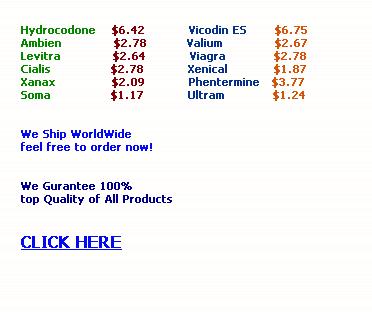 Hydrocodone $6.42 Vicodin ES $6.75
Ambien $2.78 Valium $2.67
Levitra $2.64 Viagra $2.78
Cialis $2.78 Xenical $1.87
Xanax $2.09 Phentermine $3.77
Soma $1.17 Ultram $1.24
We Ship WorldWide
feel free to order now!
We Gurantee 100%
top Quality of All Products
CLICK HERE